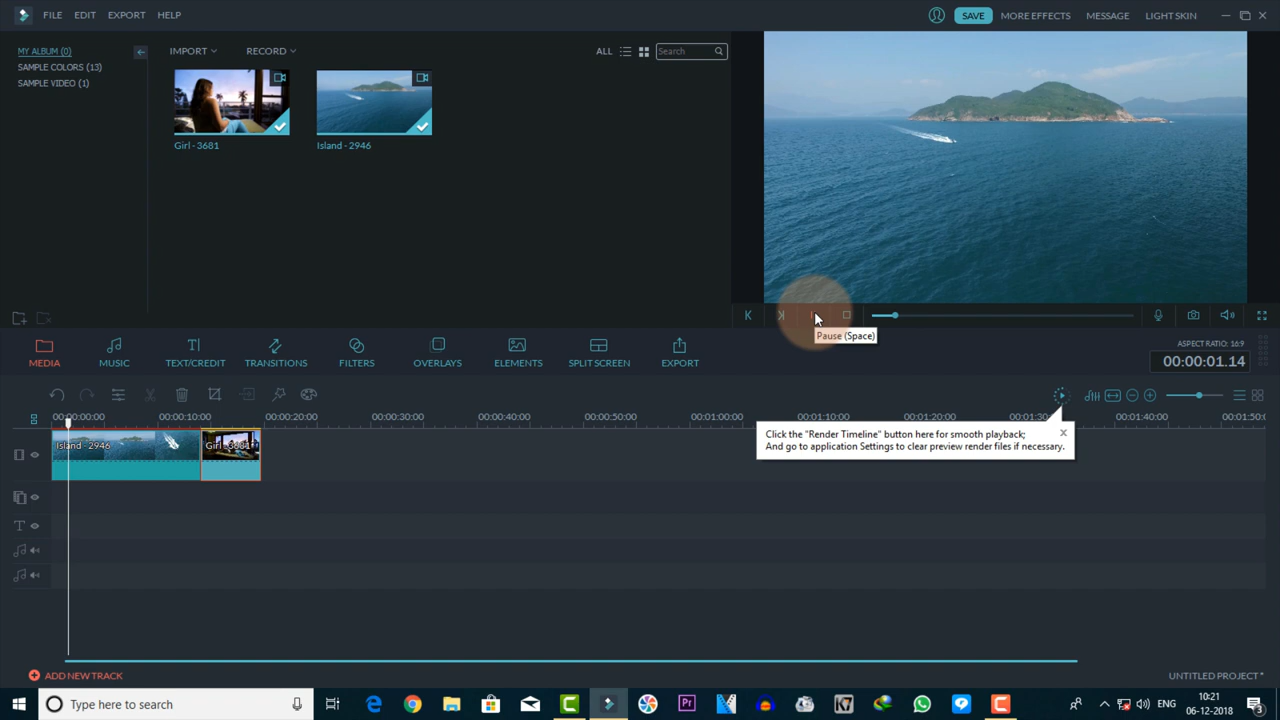 FILE EDIT EXPORT HELP
SAVE MORE EFFECTS MESSAGE LIGHT SKIN
MY ALBUM (0)
SAMPLE COLORS (13)
SAMPLE VIDEO (1)
IMPORT RECORD
ALL Search
Girl - 3681
Island - 2946
Pause (Space)
MEDIA MUSIC TEXT/CREDIT TRANSITIONS FILTERS OVERLAYS ELEMENTS SPLIT SCREEN EXPORT
ASPECT RATIO: 16:9
00:00:01.14
00:00:00:00 00:00:10:00 00:00:20:00 00:00:30:00 00:00:40:00 00:00:50:00 00:01:00:00 00:01:10:00 00:01:20:00 00:01:30:0 00:01:40:00 00:01:50:0
Click the "Render Timeline" button here for smooth playback;
And go to application Settings to clear preview render files if necessary.
Island - 2946
Girl - 3681
ADD NEW TRACK
UNTITLED PROJECT *
Type here to search
Pr
ENG
10:21
06-12-2018
3